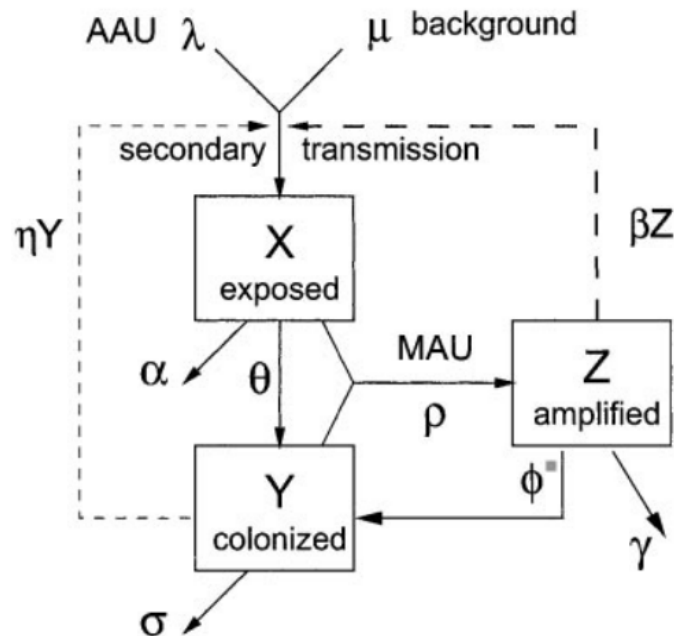 AAU λ μ background
secondary transmission
ηY βZ
X
exposed
MAU
α θ ρ
Z
amplified
Y
colonized
ϕ
γ
σ